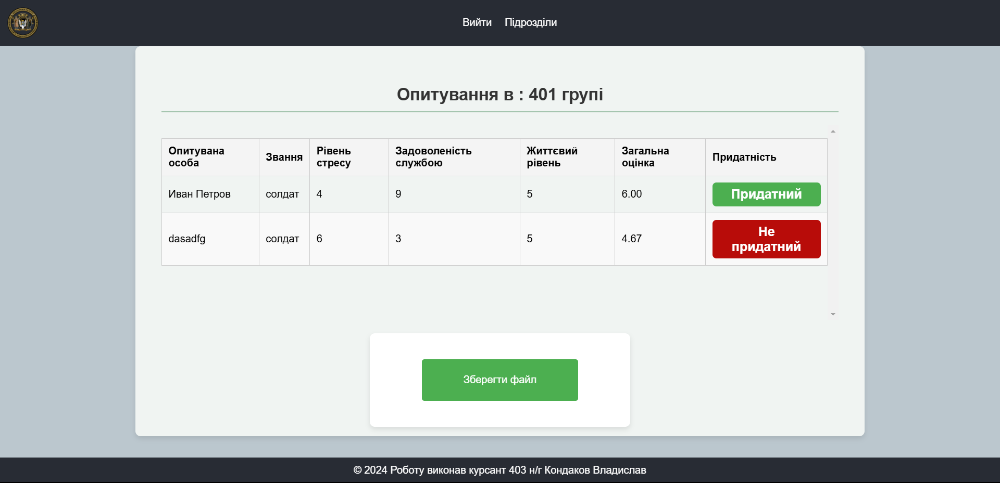 Вийти Підрозділи
Опитування в : 401 групі
Опитувана особа Звання Рівень стресу Задоволеність службою Життєвий рівень Загальна оцінка Придатність
Иван Петров солдат 4 9 5 6.00 Придатний
dasadfg солдат 6 3 5 4.67 Не придатний
Зберегти файл
© 2024 Роботу виконав курсант 403 н/г Кондаков Владислав